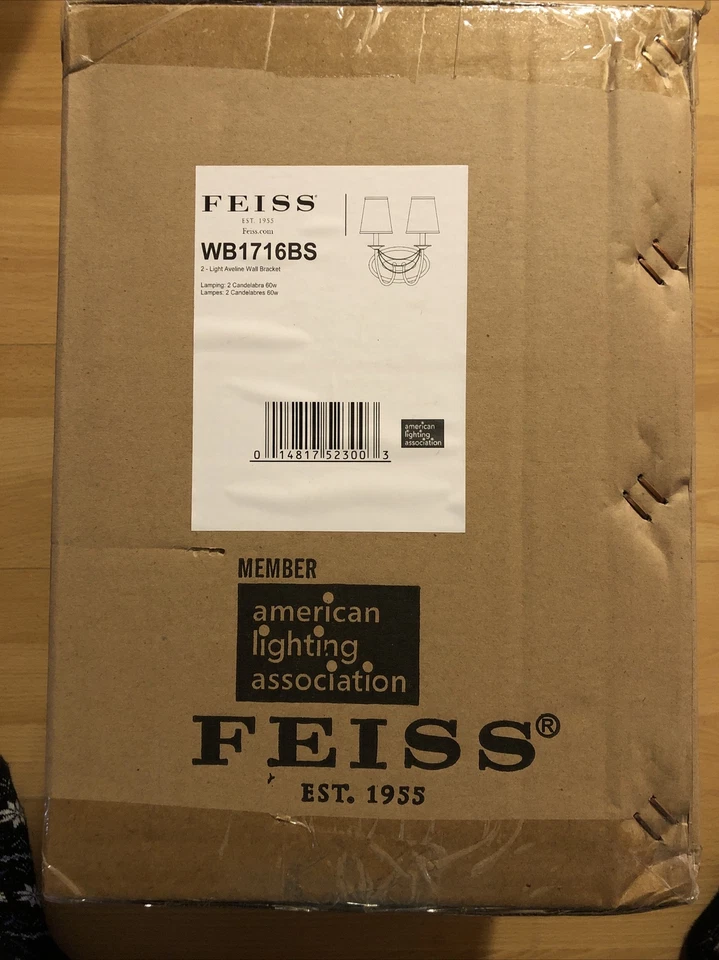 FEISS
EST. 1955
Feiss.com
WB1716BS
2 - Light Aveline Wall Bracket
Lamping: 2 Candelabra 60w
Lampes: 2 Candelabres 60w
0 14817 52300 3
american
lighting
association
MEMBER
american
lighting
association
FEISS®
EST. 1955